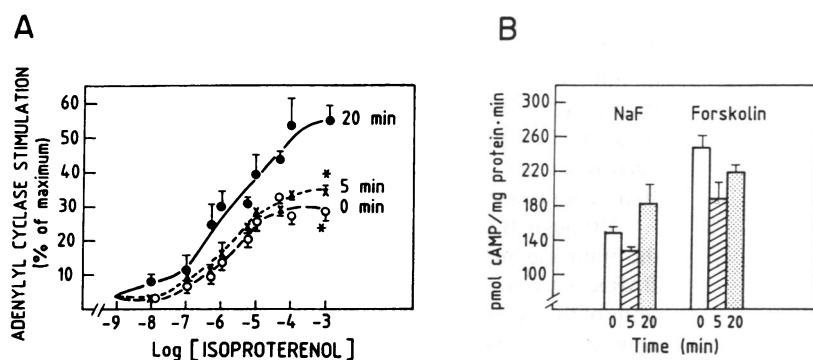 A
ADENYLYL CYCLASE STIMULATION
(% of maximum)
60
50
40
30
20
10
20 min
*
5 min
0 min
*
-9 -8 -7 -6 -5 -4 -3
Log [ISOPROTERENOL]
B
pmol cAMP/mg protein·min
300
260
220
180
140
NaF Forskolin
0 5 20 0 5 20
Time (min)